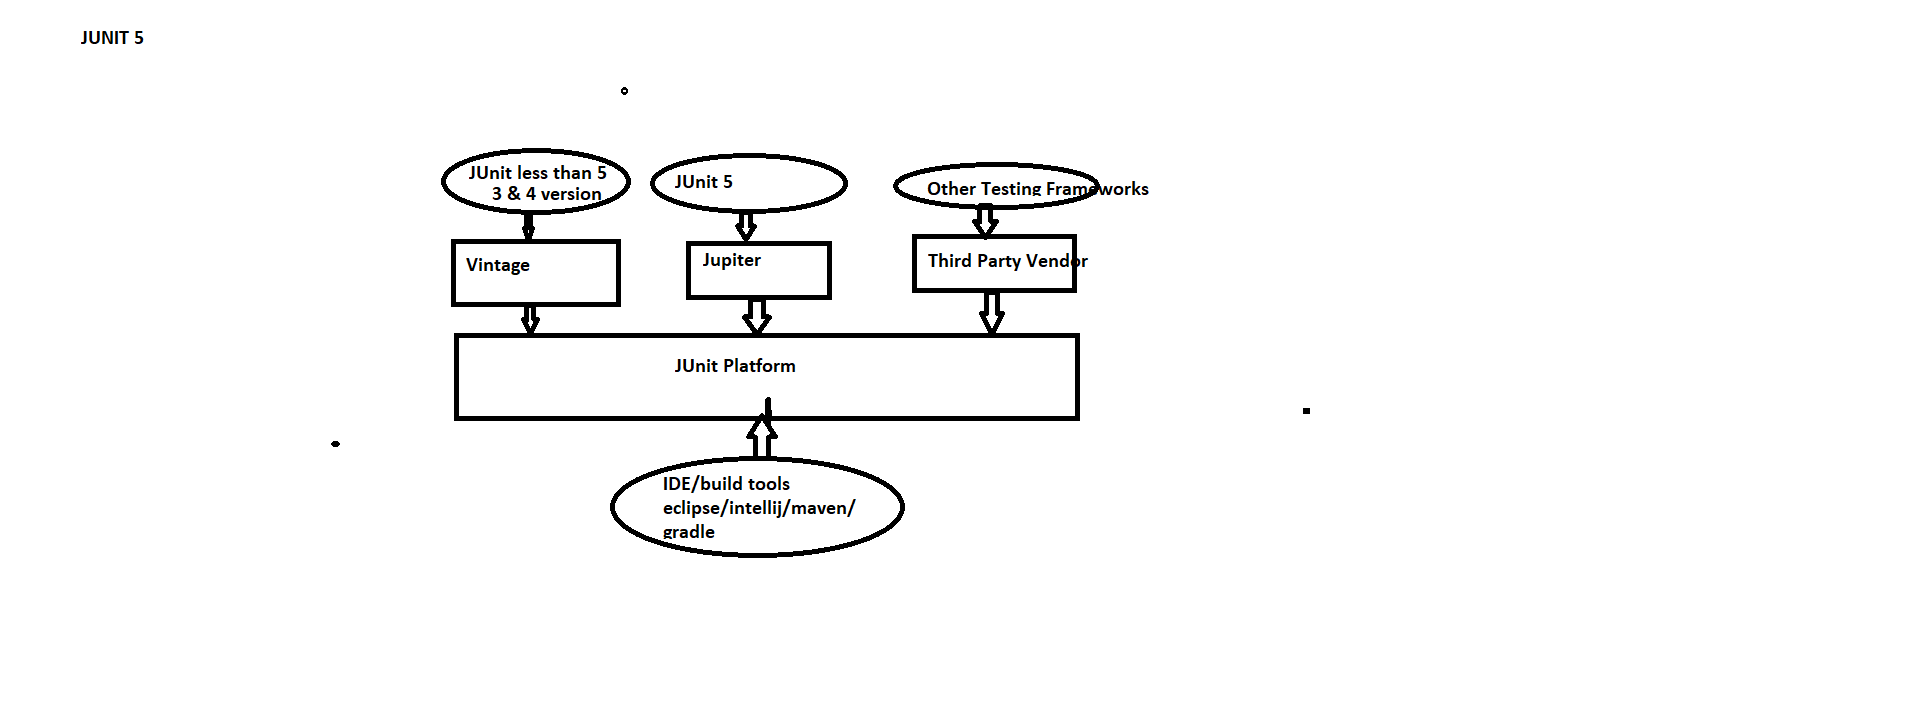 JUNIT 5
JUnit less than 5
3 & 4 version
JUnit 5
Other Testing Frameworks
Vintage
Jupiter
Third Party Vendor
JUnit Platform
IDE/build tools
eclipse/intellij/maven/
gradle